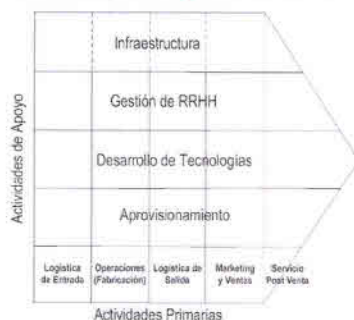 Actividades de Apoyo
Infraestructura
Gestión de RRHH
Desarrollo de Tecnologías
Aprovisionamiento
Logística de Entrada
Operaciones (Fabricación)
Logística de Salida
Marketing y Ventas
Servicio Post Venta
Actividades Primarias